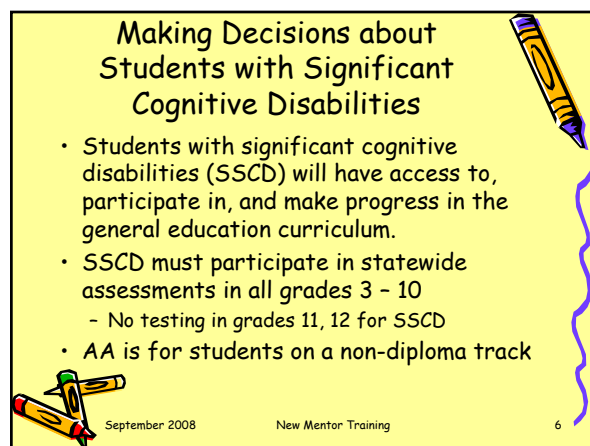 Making Decisions about
Students with Significant
Cognitive Disabilities
• Students with significant cognitive
disabilities (SSCD) will have access to,
participate in, and make progress in the
general education curriculum.
• SSCD must participate in statewide
assessments in all grades 3 – 10
– No testing in grades 11, 12 for SSCD
• AA is for students on a non-diploma track
September 2008 New Mentor Training 6